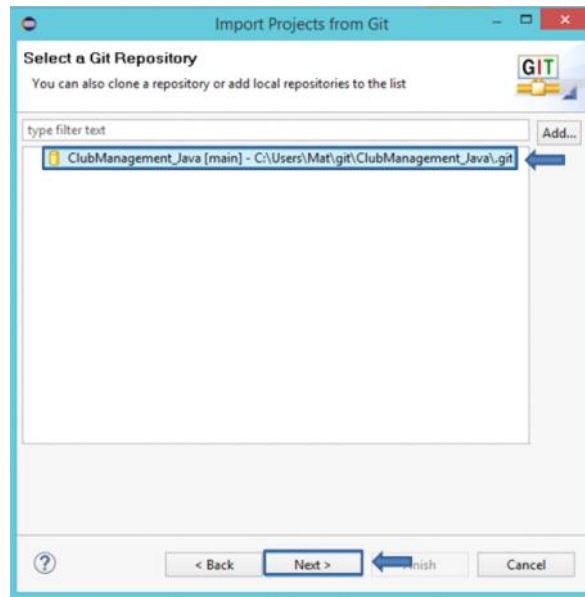 Import Projects from Git
Select a Git Repository
You can also clone a repository or add local repositories to the list
GIT
type filter text
Add...
ClubManagement_Java [main] - C:\Users\Mat\git\ClubManagement_Java\.git
?
< Back
Next >
inish
Cancel